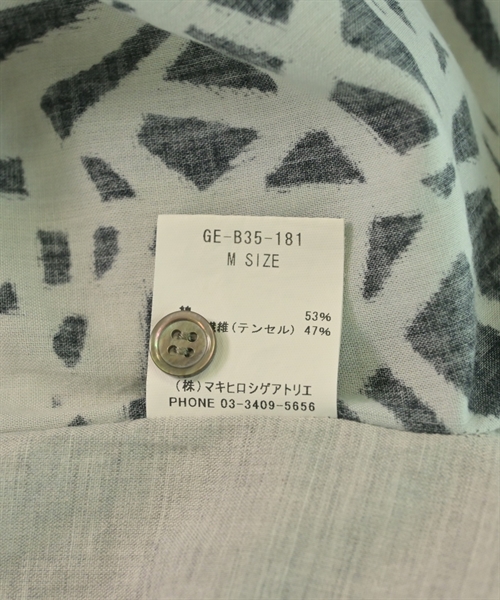 GE-B35-181
M SIZE
53%
繊維(テンセル) 47%
(株)マキヒロシゲアトリエ
PHONE 03-3409-5656